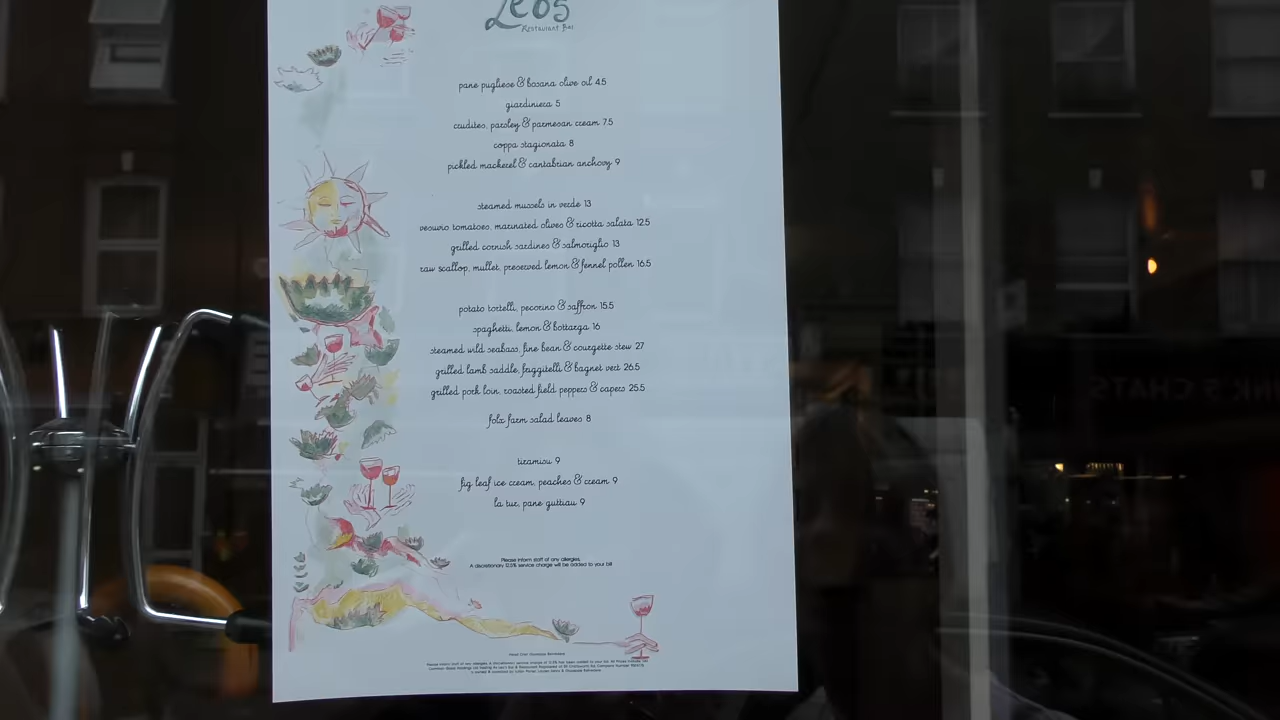 Leos
Restaurant Bar
pane pugliese & bosana olive oil 4.5
giardiniera 5
crudites, parsley & parmesan cream 7.5
coppa stagionata 8
pickled mackerel & cantabrian anchovy 9
steamed mussels in verde 13
vesuvio tomatoes, marinated olives & ricotta salata 12.5
grilled cornish sardines & salmoriglio 13
raw scallop, mullet, preserved lemon & fennel pollen 16.5
potato tortelli, pecorino & saffron 15.5
spaghetti, lemon & bottarga 16
steamed wild seabass, fine bean & courgette stew 27
grilled lamb saddle, friggitelli & bagnet vert 26.5
grilled pork loin, roasted field peppers & capers 25.5
folx farm salad leaves 8
tiramisu 9
fig leaf ice cream, peaches & cream 9
la tur, pane guttiau 9
Please inform staff of any allergies.
A discretionary 12.5% service charge will be added to your bill